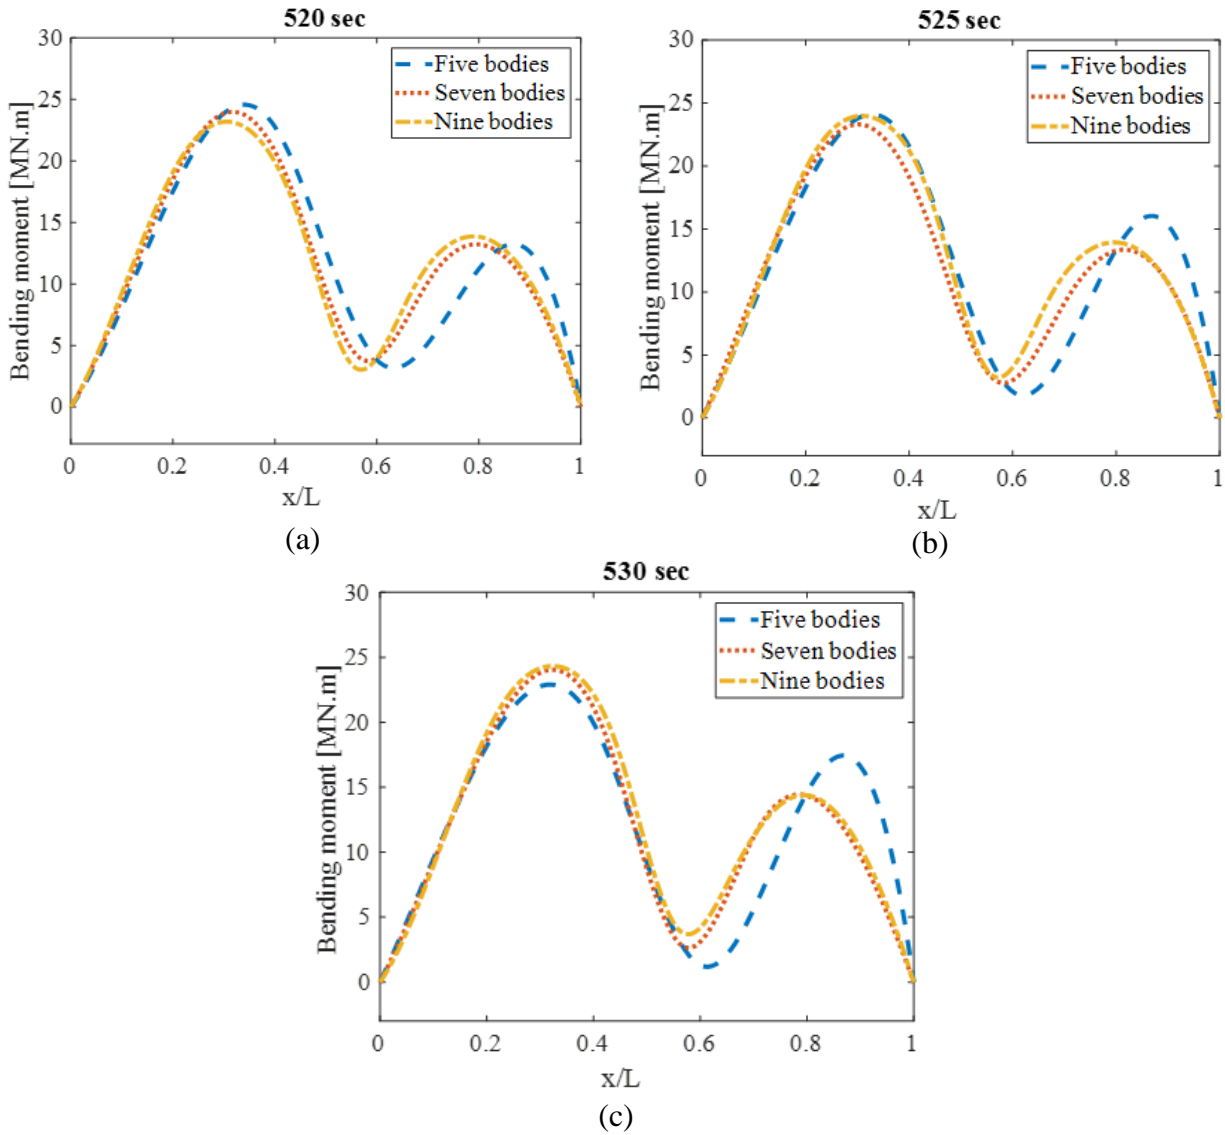 520 sec
30
25
20
15
10
5
0
Bending moment [MN.m]
Five bodies
Seven bodies
Nine bodies
0
0.2
0.4
0.6
0.8
1
x/L
(a)
525 sec
30
25
20
15
10
5
0
Bending moment [MN.m]
Five bodies
Seven bodies
Nine bodies
0
0.2
0.4
0.6
0.8
1
x/L
(b)
530 sec
30
25
20
15
10
5
0
Bending moment [MN.m]
Five bodies
Seven bodies
Nine bodies
0
0.2
0.4
0.6
0.8
1
x/L
(c)